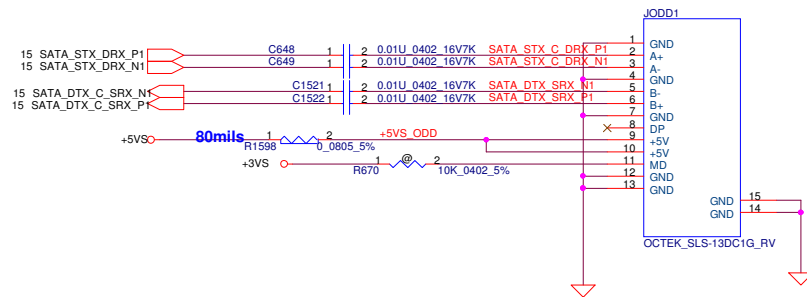 JODD1
15 SATA_STX_DRX_P1 C648 1 2 0.01U_0402_16V7K SATA_STX_C_DRX_P1 1 GND
15 SATA_STX_DRX_N1 C649 1 2 0.01U_0402_16V7K SATA_STX_C_DRX_N1 2 A+
3 A-
4 GND
15 SATA_DTX_C_SRX_N1 C1521 1 2 0.01U_0402_16V7K SATA_DTX_SRX_N1 5 B-
15 SATA_DTX_C_SRX_P1 C1522 1 2 0.01U_0402_16V7K SATA_DTX_SRX_P1 6 B+
7 GND
8 DP
+5VS 80mils 1 2 +5VS_ODD 9 +5V
R1598 0_0805_5% 10 +5V
+3VS 1 @ 2 11 MD
R670 10K_0402_5% 12 GND
13 GND
GND 15
GND 14
OCTEK_SLS-13DC1G_RV